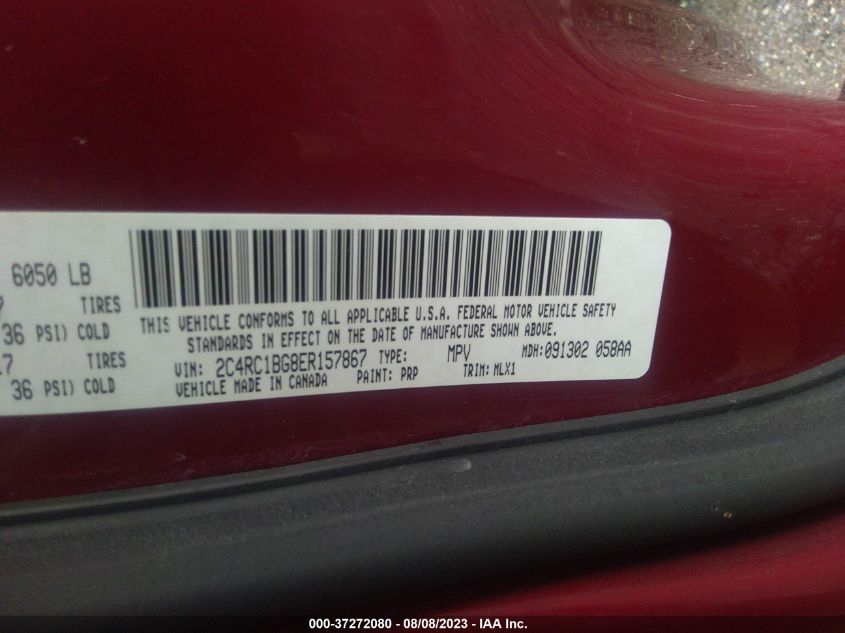 6050 LB
7 TIRES
36 PSI) COLD
17 TIRES
36 PSI) COLD
THIS VEHICLE CONFORMS TO ALL APPLICABLE U.S.A. FEDERAL MOTOR VEHICLE SAFETY
STANDARDS IN EFFECT ON THE DATE OF MANUFACTURE SHOWN ABOVE.
VIN: 2C4RC1BG8ER157867 TYPE: MPV MDH: 091302 058AA
VEHICLE MADE IN CANADA PAINT: PRP TRIM: MLX1
000-37272080 - 08/08/2023 - IAA Inc.